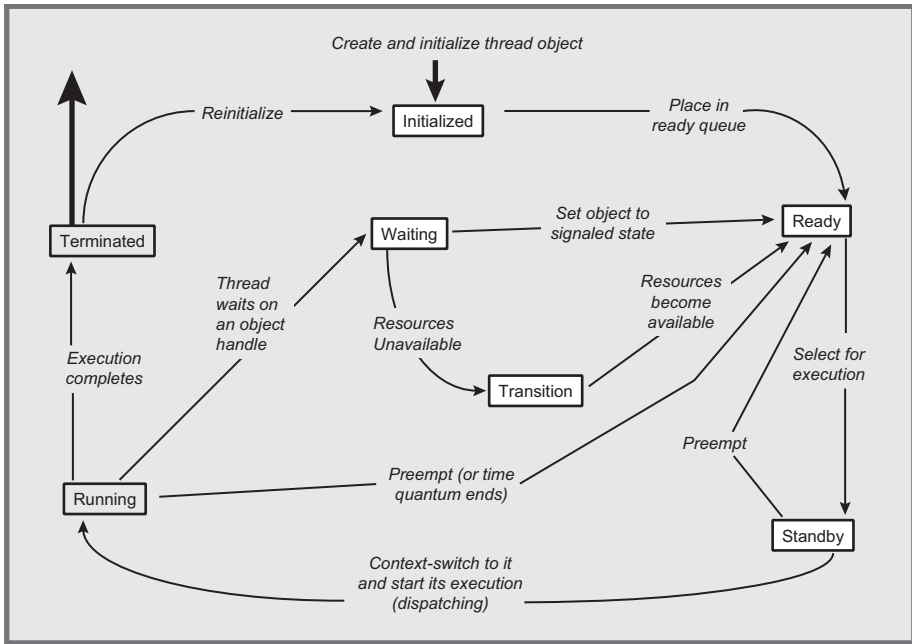 Create and initialize thread object
Reinitialize
Initialized
Place in
ready queue
Terminated
Waiting
Set object to
signaled state
Ready
Thread
waits on
an object
handle
Resources
Unavailable
Resources
become
available
Execution
completes
Transition
Select for
execution
Preempt
Running
Preempt (or time
quantum ends)
Standby
Context-switch to it
and start its execution
(dispatching)